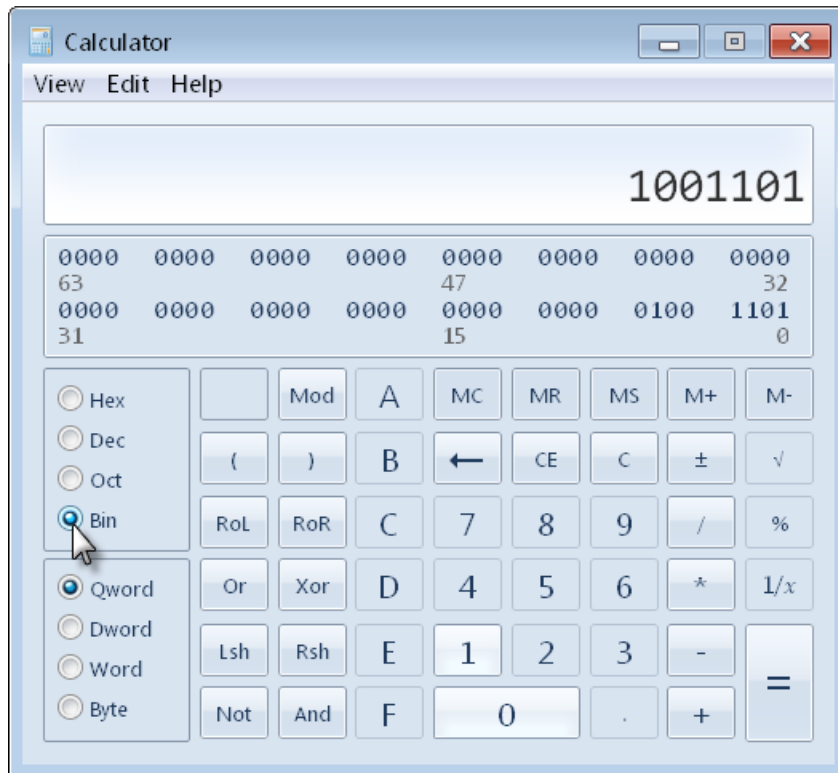 Calculator
View Edit Help
1001101
0000 0000 0000 0000 0000 0000 0000 0000
63 47 32
0000 0000 0000 0000 0000 0000 0100 1101
31 15 0
Hex Mod A MC MR MS M+ M-
Dec ( ) B ← CE C ± √
Oct
Bin RoL RoR C 7 8 9 / %
Qword Or Xor D 4 5 6 * 1/x
Dword
Word Lsh Rsh E 1 2 3 - =
Byte Not And F 0 . +